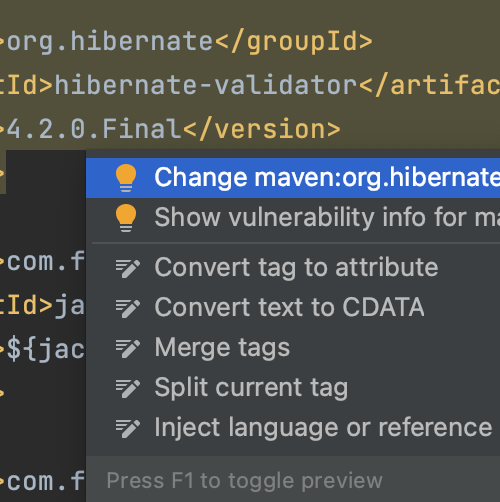 >org.hibernate</groupId>
tId>hibernate-validator</artifac
>4.2.0.Final</version>
>
Change maven:org.hibernate
Show vulnerability info for ma
>com.f
Convert tag to attribute
tId>ja
Convert text to CDATA
>${jac
Merge tags
>
Split current tag
Inject language or reference
>com.f
Press F1 to toggle preview